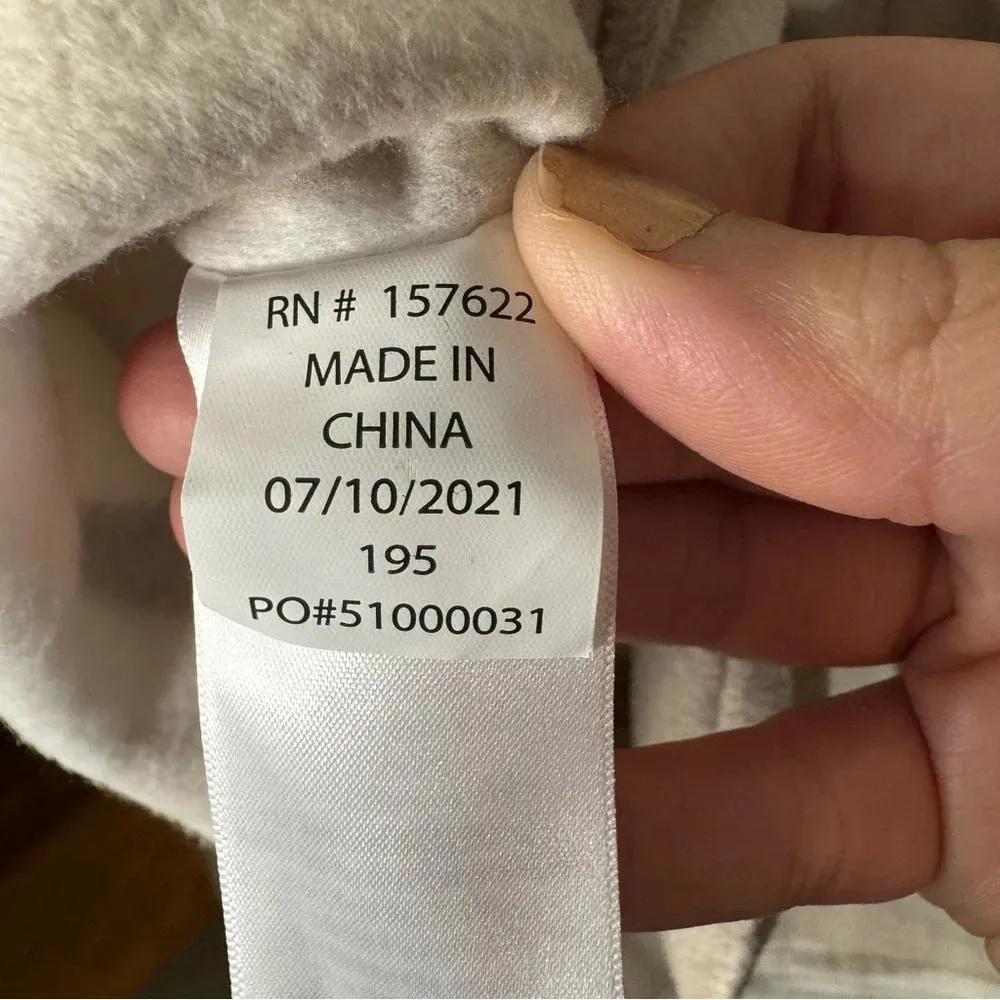 RN # 157622
MADE IN
CHINA
07/10/2021
195
PO#51000031